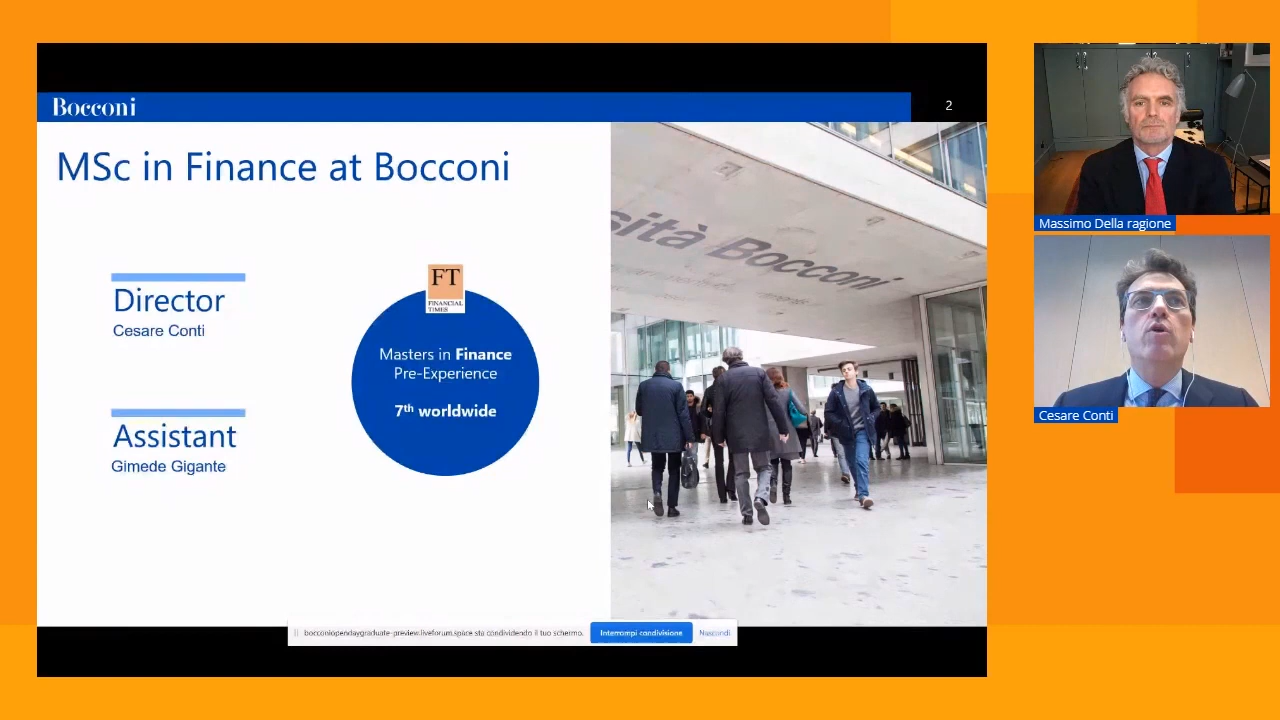 Bocconi
2
MSc in Finance at Bocconi
Director
Cesare Conti
Assistant
Gimede Gigante
FT
FINANCIAL
TIMES
Masters in Finance
Pre-Experience
7th worldwide
sità Bocconi
bocconiopendaygraduate-preview.liveforum.space sta condividendo il tuo schermo.
Interrompi condivisione
Nascondi
Massimo Della ragione
Cesare Conti